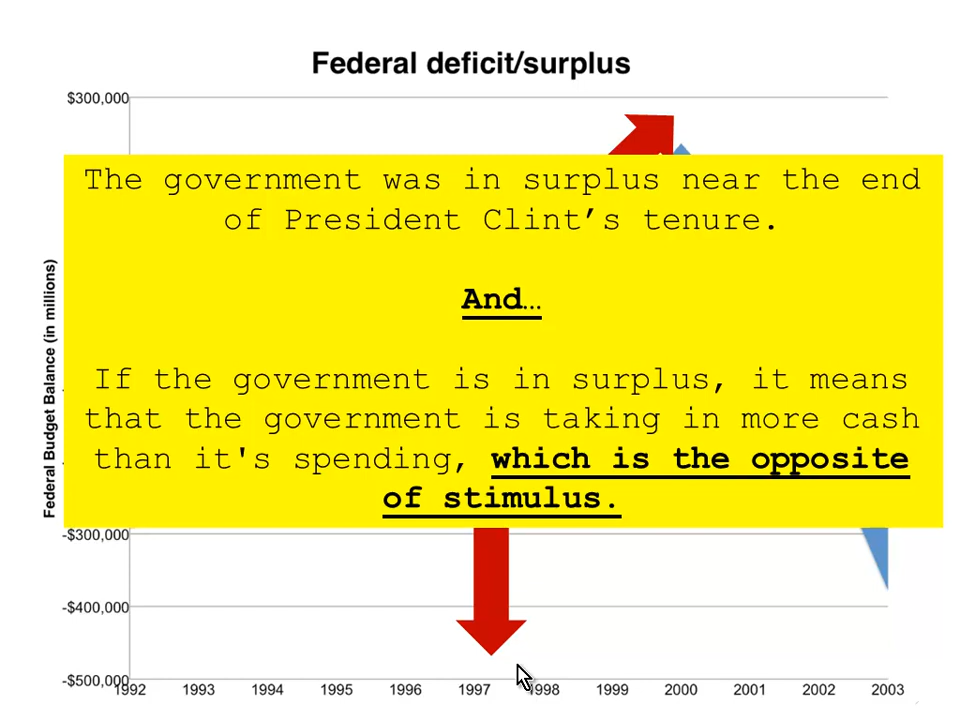 Federal deficit/surplus
$300,000
The government was in surplus near the end
of President Clint’s tenure.
And…
If the government is in surplus, it means
that the government is taking in more cash
than it's spending, which is the opposite
of stimulus.
Federal Budget Balance (in millions)
-$300,000
-$400,000
-$500,000
1992 1993 1994 1995 1996 1997 1998 1999 2000 2001 2002 2003